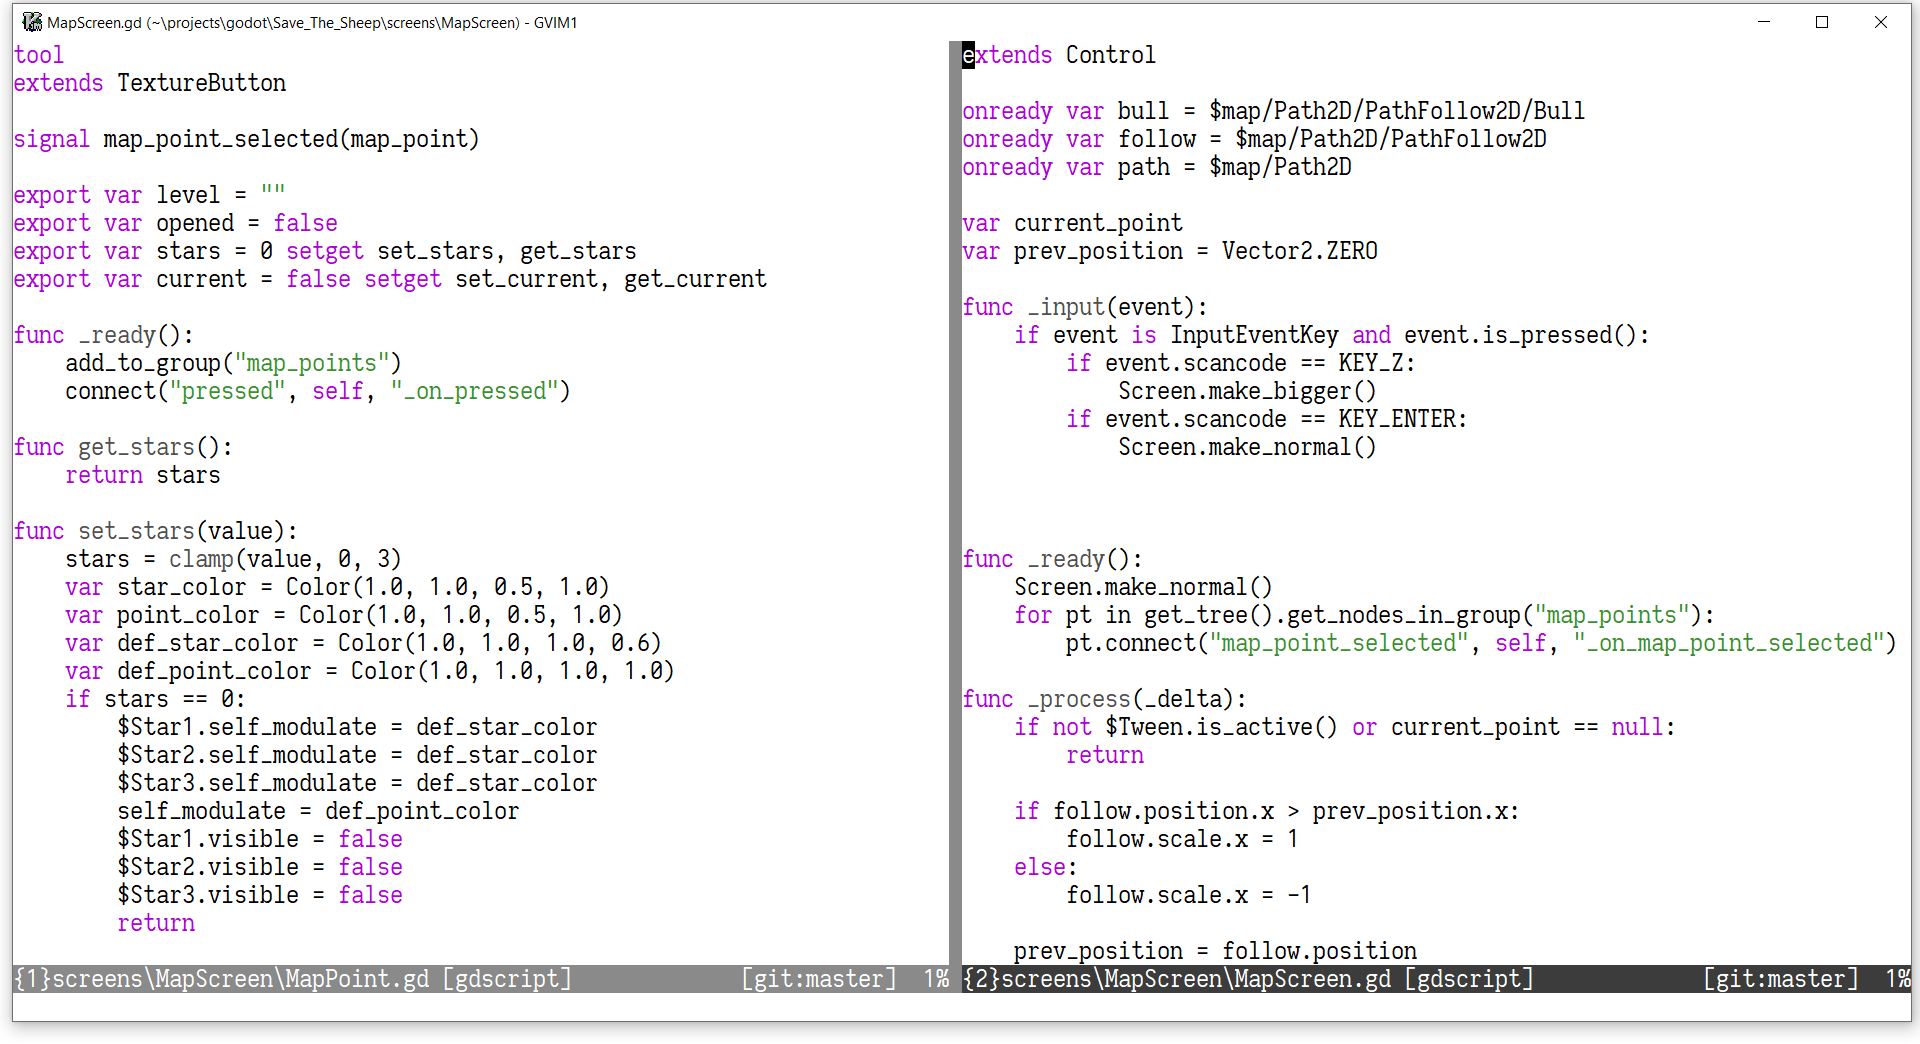 MapScreen.gd (~\projects\godot\Save_The_Sheep\screens\MapScreen) - GVIM1
tool
extends TextureButton
signal map_point_selected(map_point)
export var level = ""
export var opened = false
export var stars = 0 setget set_stars, get_stars
export var current = false setget set_current, get_current
func _ready():
    add_to_group("map_points")
    connect("pressed", self, "_on_pressed")
func get_stars():
    return stars
func set_stars(value):
    stars = clamp(value, 0, 3)
    var star_color = Color(1.0, 1.0, 0.5, 1.0)
    var point_color = Color(1.0, 1.0, 0.5, 1.0)
    var def_star_color = Color(1.0, 1.0, 1.0, 0.6)
    var def_point_color = Color(1.0, 1.0, 1.0, 1.0)
    if stars == 0:
        $Star1.self_modulate = def_star_color
        $Star2.self_modulate = def_star_color
        $Star3.self_modulate = def_star_color
        self_modulate = def_point_color
        $Star1.visible = false
        $Star2.visible = false
        $Star3.visible = false
        return
{1}screens\MapScreen\MapPoint.gd [gdscript] [git:master] 1%
extends Control
onready var bull = $map/Path2D/PathFollow2D/Bull
onready var follow = $map/Path2D/PathFollow2D
onready var path = $map/Path2D
var current_point
var prev_position = Vector2.ZERO
func _input(event):
    if event is InputEventKey and event.is_pressed():
        if event.scancode == KEY_Z:
            Screen.make_bigger()
        if event.scancode == KEY_ENTER:
            Screen.make_normal()
func _ready():
    Screen.make_normal()
    for pt in get_tree().get_nodes_in_group("map_points"):
        pt.connect("map_point_selected", self, "_on_map_point_selected")
func _process(_delta):
    if not $Tween.is_active() or current_point == null:
        return
    if follow.position.x > prev_position.x:
        follow.scale.x = 1
    else:
        follow.scale.x = -1
    prev_position = follow.position
{2}screens\MapScreen\MapScreen.gd [gdscript] [git:master] 1%